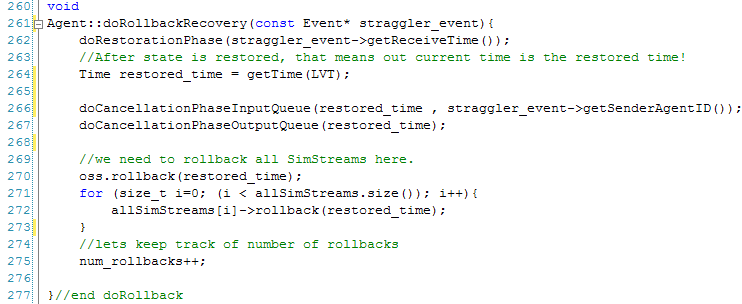 260 void
261 Agent::doRollbackRecovery(const Event* straggler_event){
262     doRestorationPhase(straggler_event->getReceiveTime());
263     //After state is restored, that means out current time is the restored time!
264     Time restored_time = getTime(LVT);
265
266     doCancellationPhaseInputQueue(restored_time , straggler_event->getSenderAgentID());
267     doCancellationPhaseOutputQueue(restored_time);
268
269     //we need to rollback all SimStreams here.
270     oss.rollback(restored_time);
271     for (size_t i=0; (i < allSimStreams.size()); i++){
272         allSimStreams[i]->rollback(restored_time);
273     }
274     //lets keep track of number of rollbacks
275     num_rollbacks++;
276
277 }//end doRollback